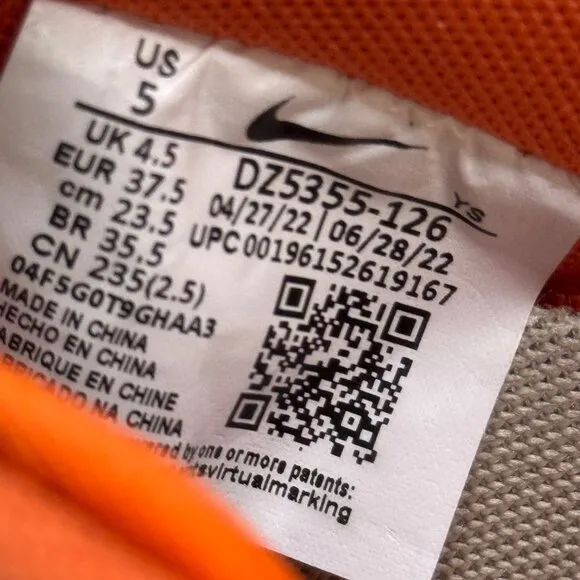 US
5
UK 4.5
EUR 37.5
cm 23.5
BR 35.5
CN 235(2.5)
04F5G0T9GHAA3
MADE IN CHINA
HECHO EN CHINA
FABRIQUE EN CHINE
NA CHINA
DZ5355-126
YS
04/27/22 | 06/28/22
UPC 00196152619167
by one or more patents:
virtualmarking